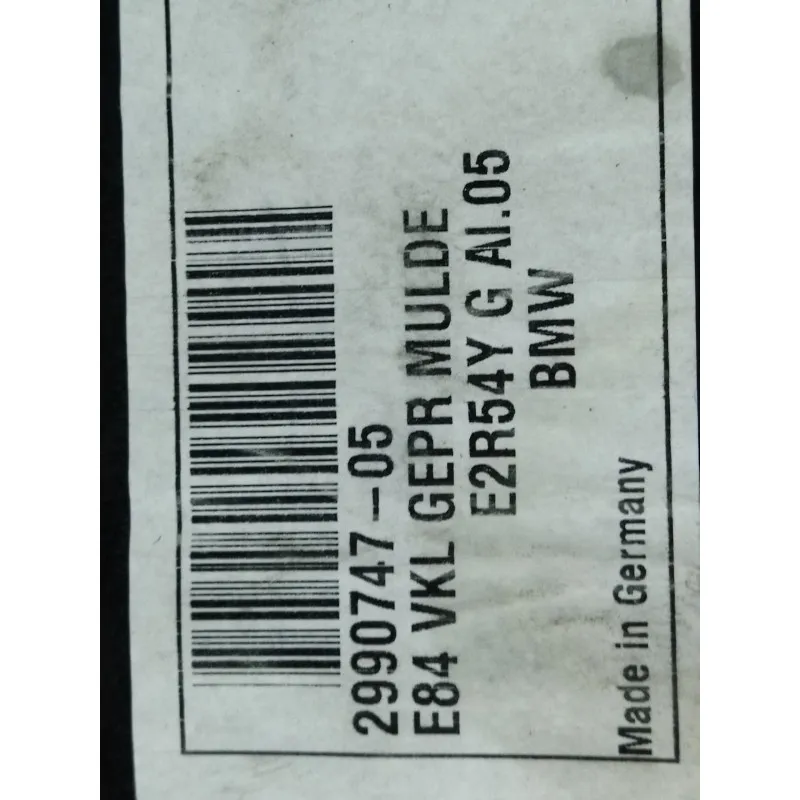 2990747-05
E84 VKL GEPR MULDE
E2R54Y G AI.05
BMW
Made in Germany